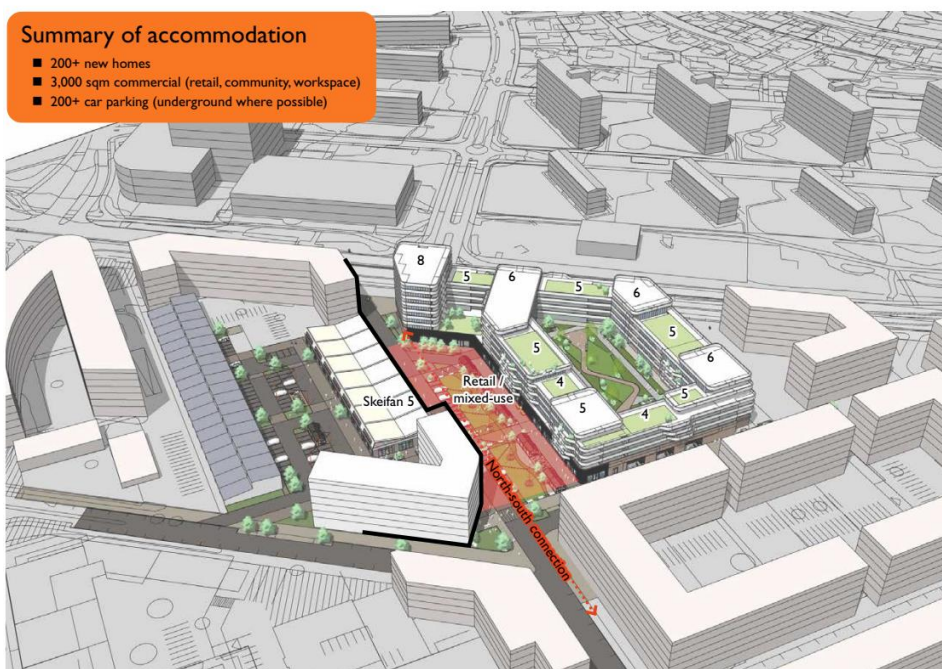 Summary of accommodation
200+ new homes
3,000 sqm commercial (retail, community, workspace)
200+ car parking (underground where possible)
8
5
6
5
6
5
5
6
4
5
5
4
Retail /
mixed-use
Skeifan 5
North-south connection